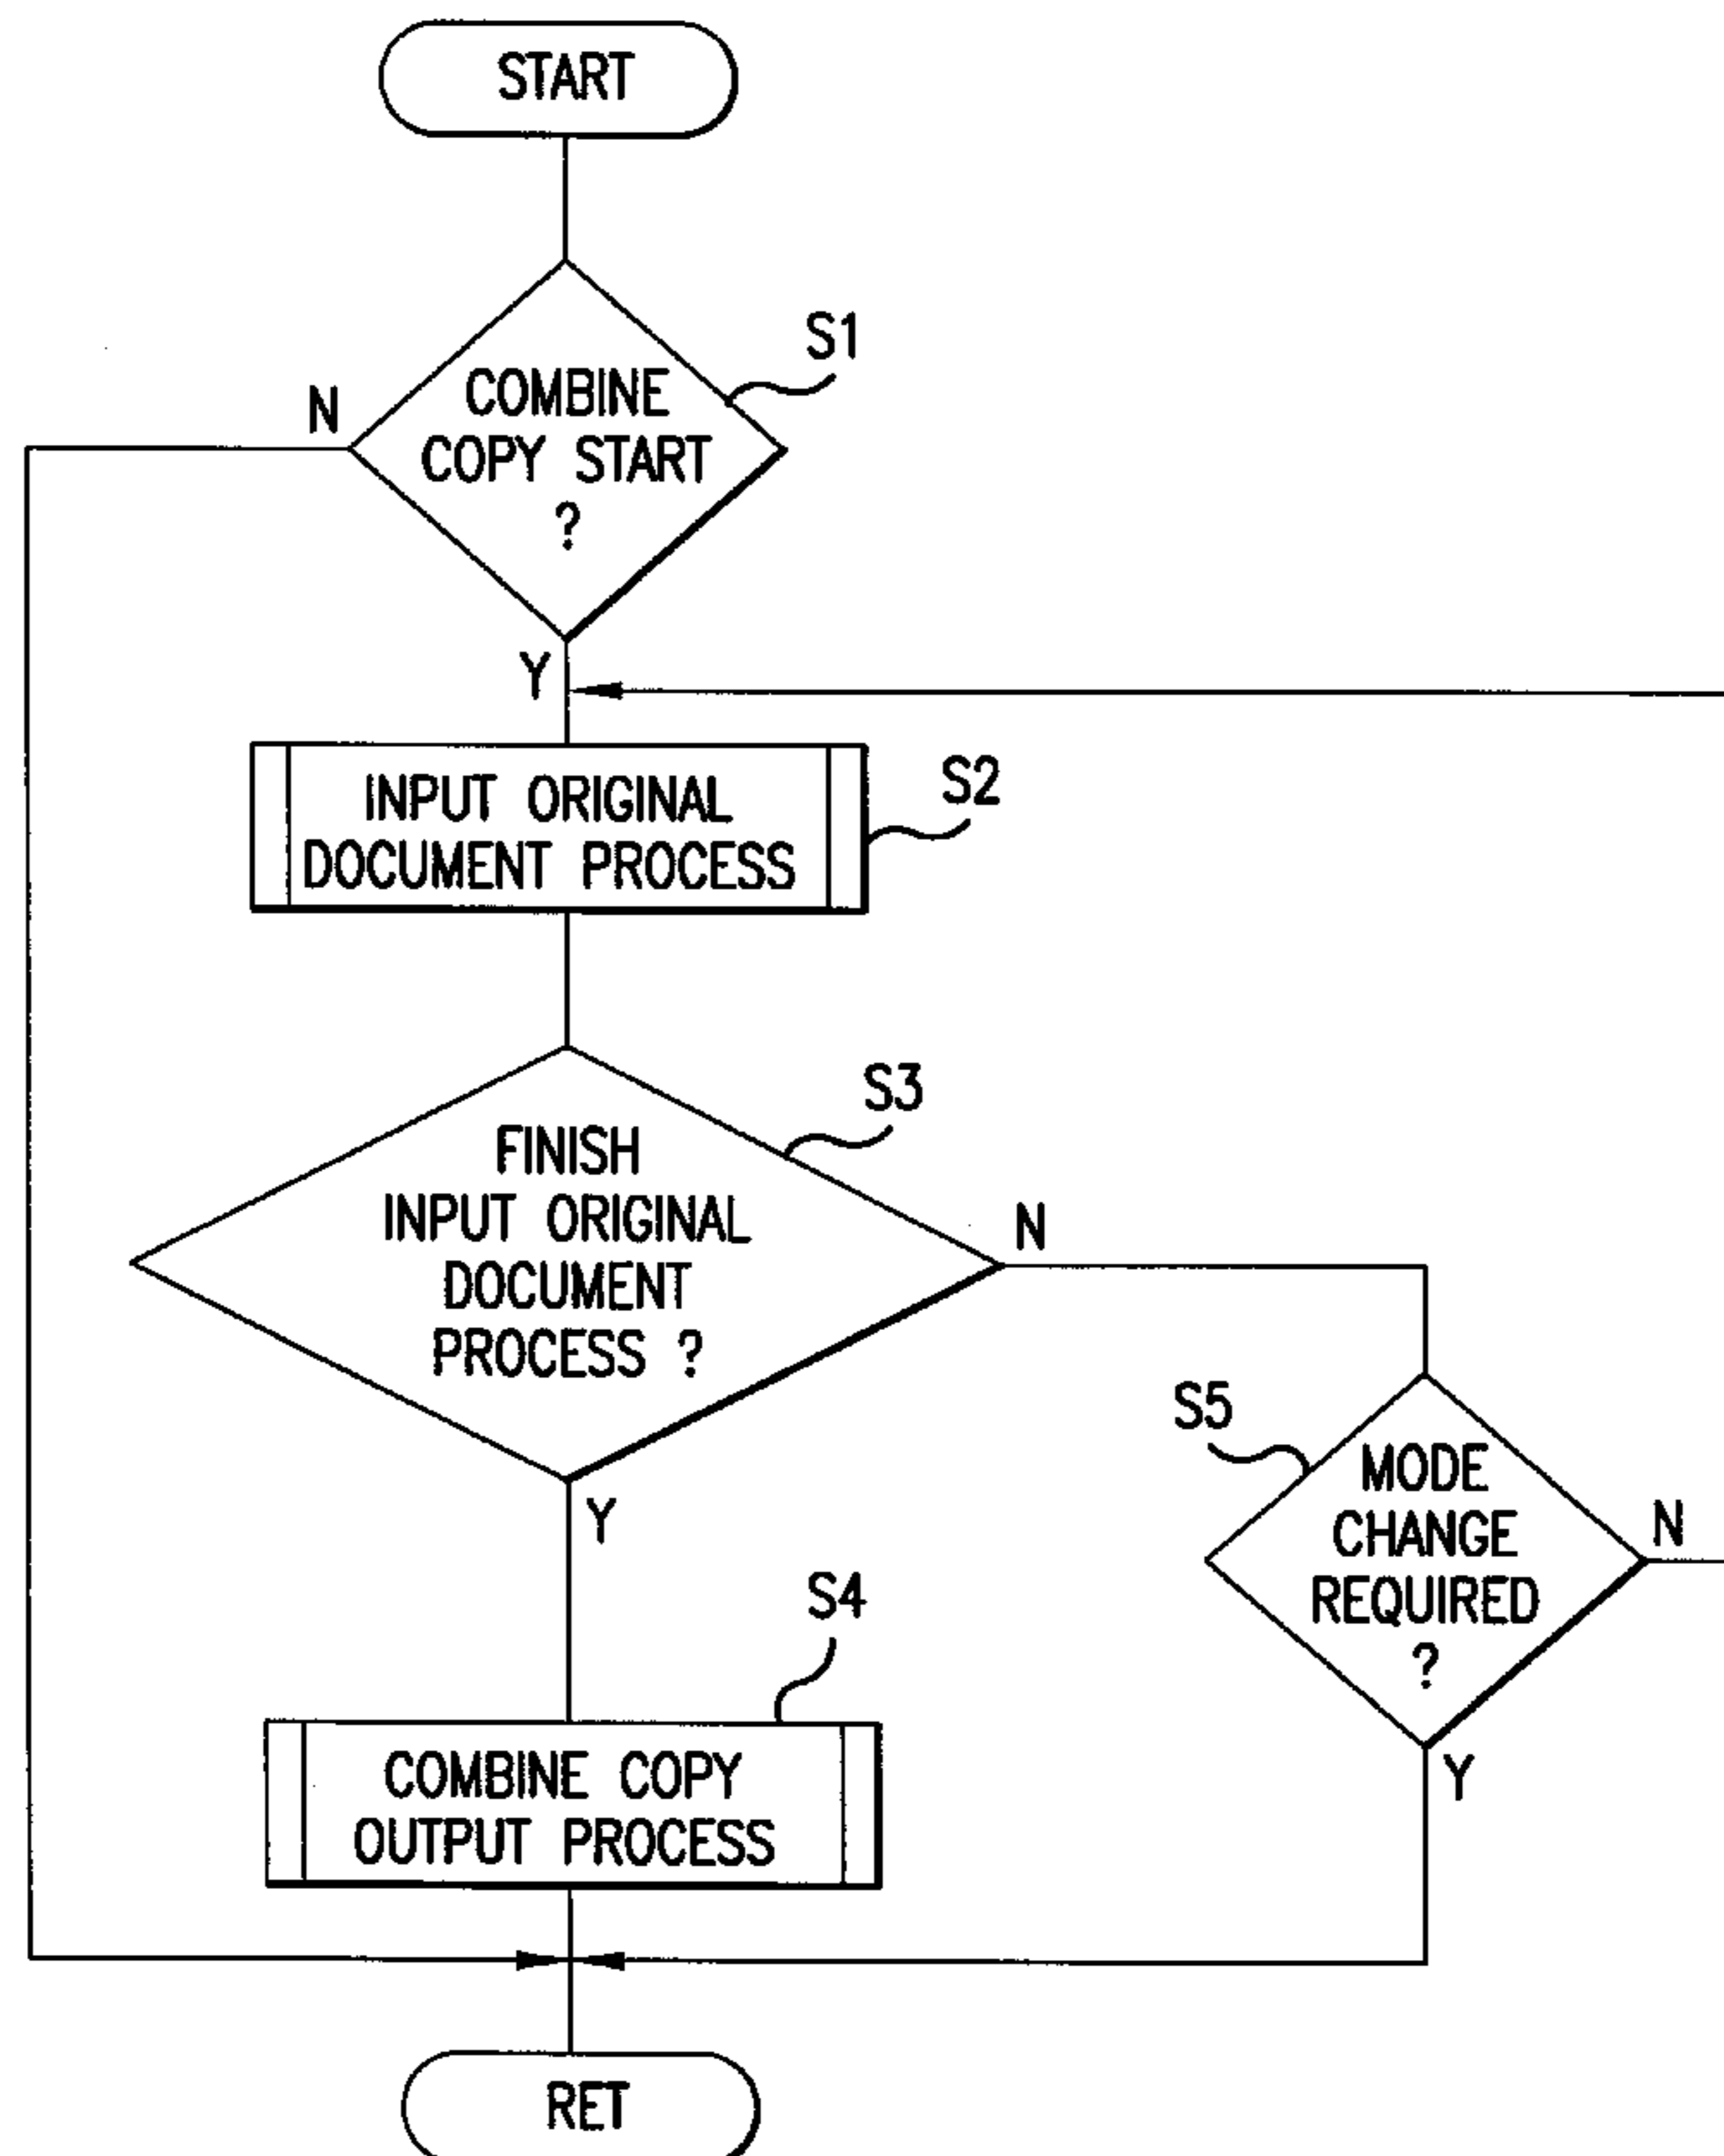 START
S1
N
COMBINE
COPY START
?
Y
S2
INPUT ORIGINAL
DOCUMENT PROCESS
S3
FINISH
INPUT ORIGINAL
DOCUMENT
PROCESS ?
N
Y
S5
MODE
CHANGE
REQUIRED
?
N
Y
S4
COMBINE COPY
OUTPUT PROCESS
RET